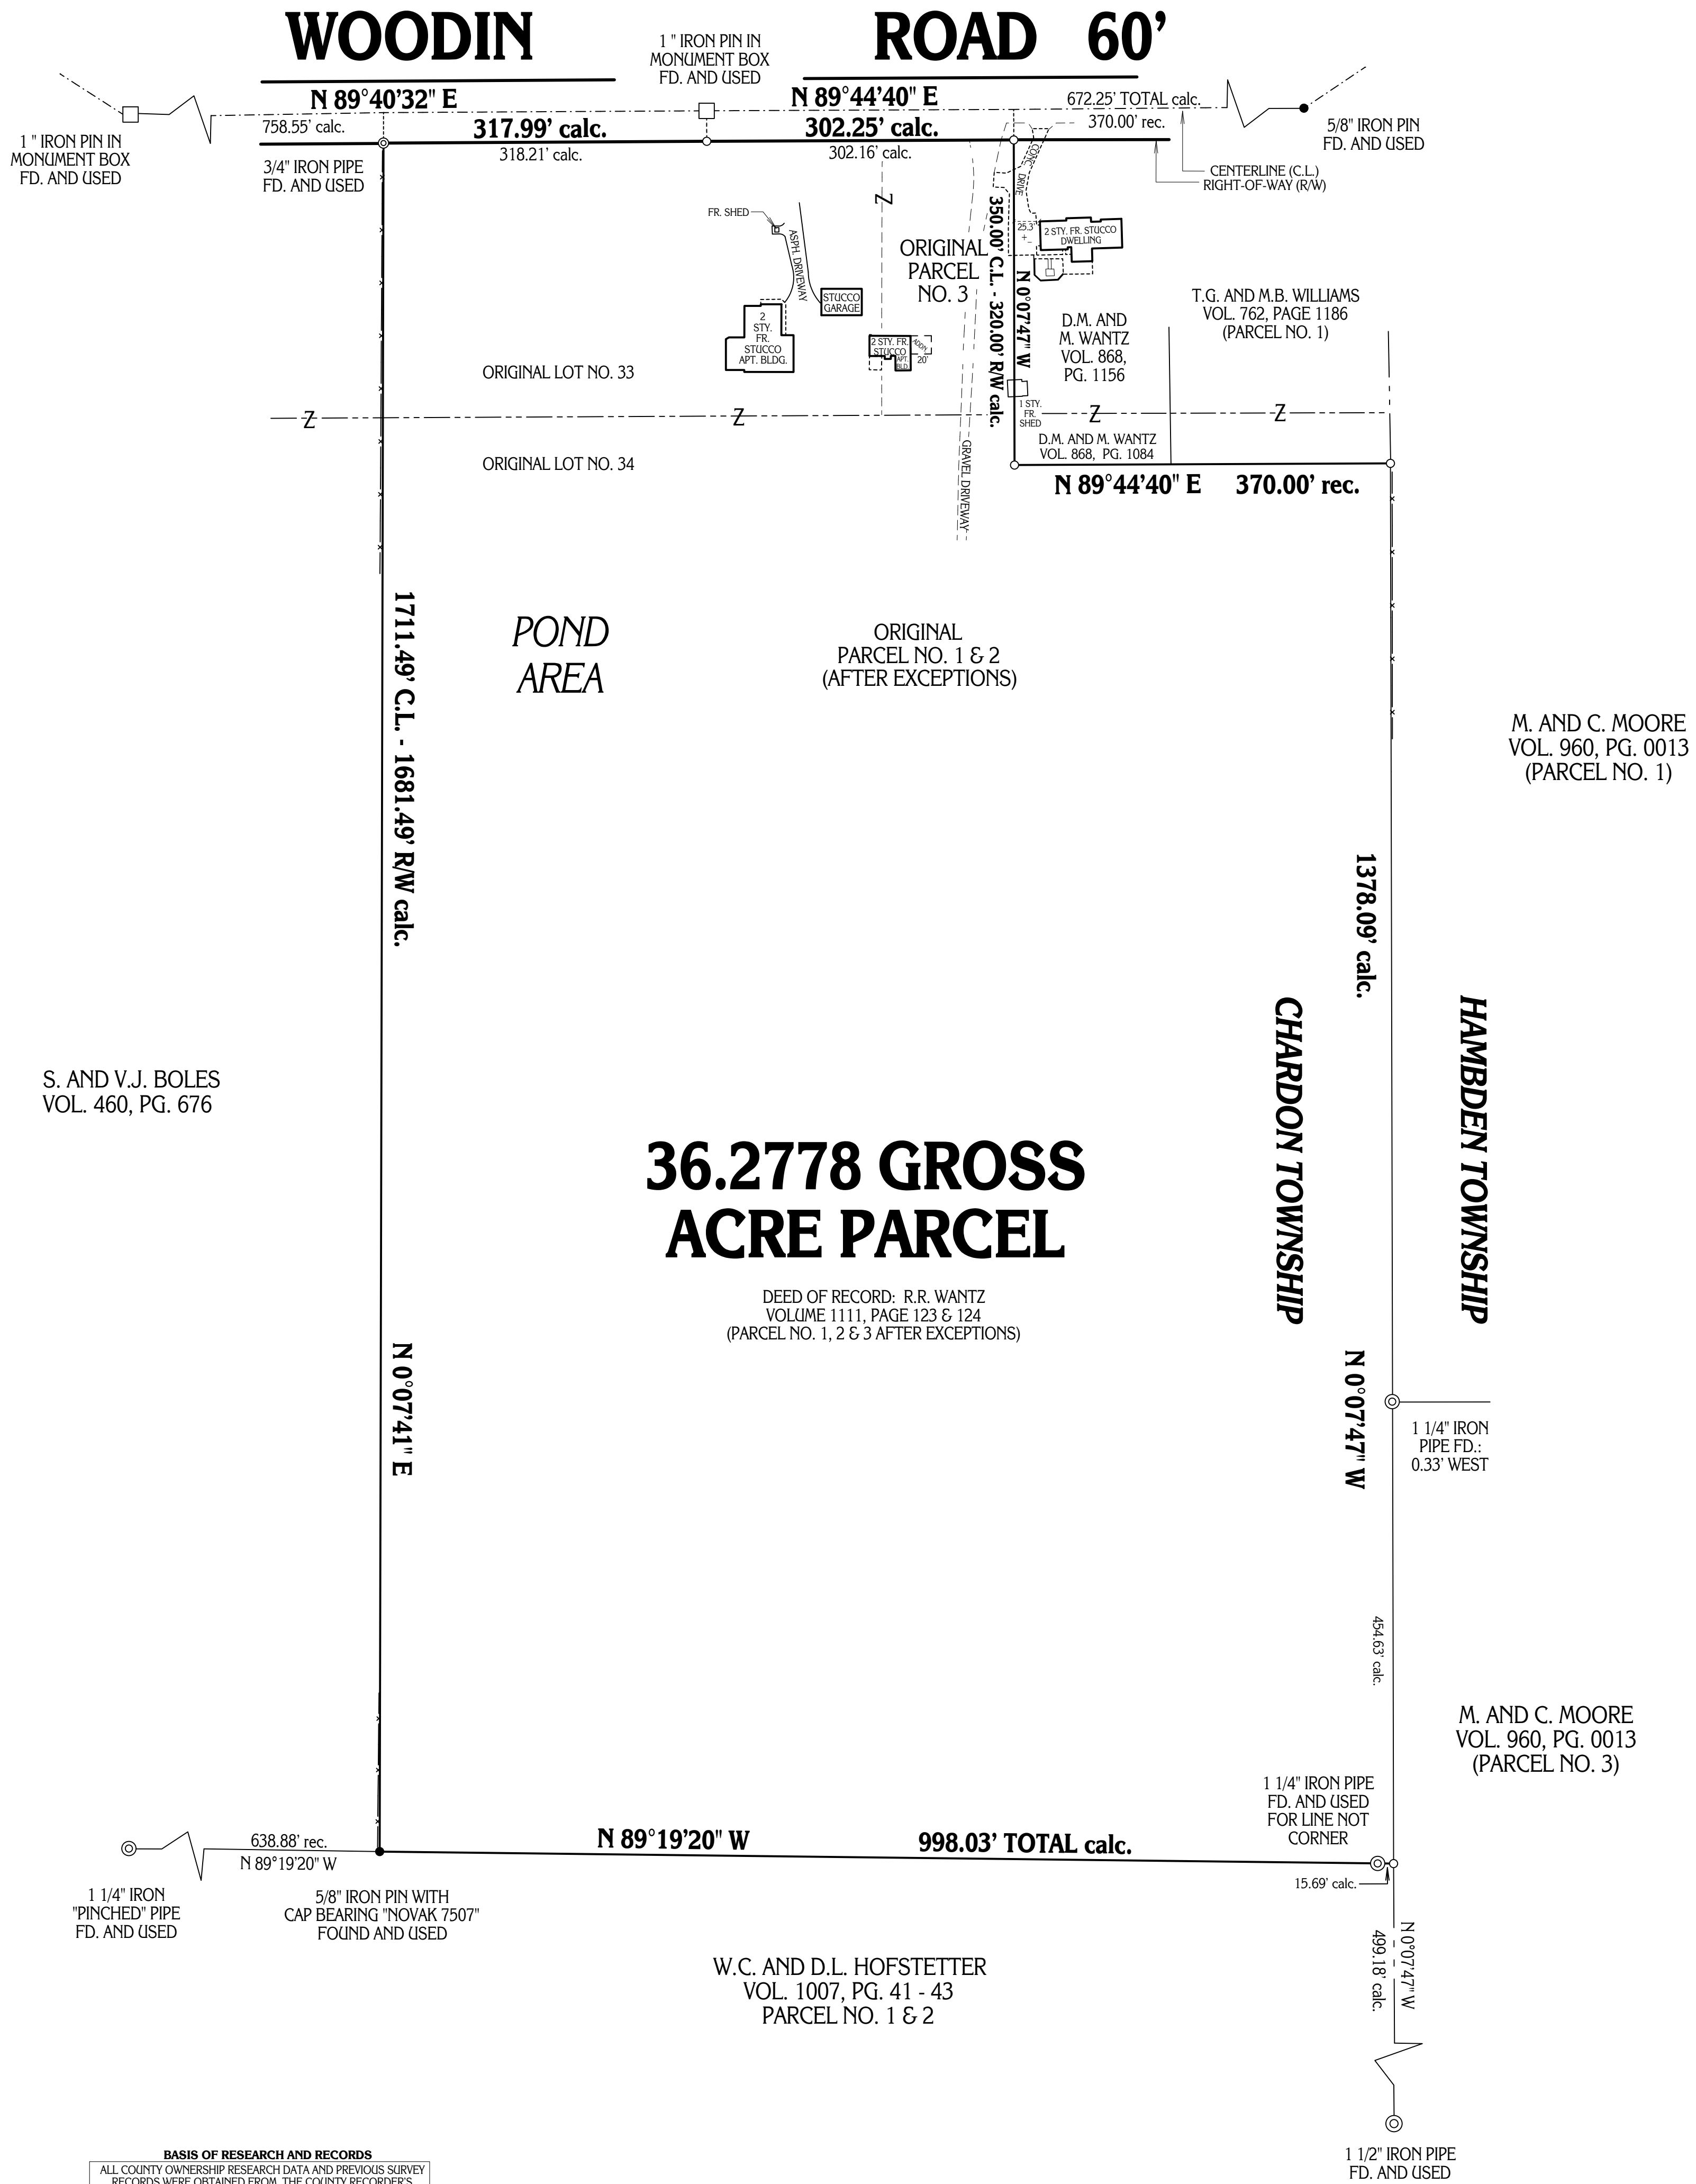 WOODIN ROAD 60'
1 " IRON PIN IN
MONUMENT BOX
FD. AND USED
N 89°40'32" E
N 89°44'40" E
672.25' TOTAL calc.
758.55' calc.
317.99' calc.
302.25' calc.
370.00' rec.
318.21' calc.
302.16' calc.
1 " IRON PIN IN
MONUMENT BOX
FD. AND USED
3/4" IRON PIPE
FD. AND USED
5/8" IRON PIN
FD. AND USED
CENTERLINE (C.L.)
RIGHT-OF-WAY (R/W)
CONC.
DRIVE
FR. SHED
ASPH. DRIVEWAY
Z
ORIGINAL
PARCEL
NO. 3
350.00' C.L. - 320.00' R/W calc.
N 0°07'47" W
25.3'
+
-
2 STY. FR. STUCCO
DWELLING
STUCCO
GARAGE
2
STY.
FR.
STUCCO
APT. BLDG.
2 STY. FR.
STUCCO
APT.
BLD.
ADD'N.
20'
D.M. AND
M. WANTZ
VOL. 868,
PG. 1156
T.G. AND M.B. WILLIAMS
VOL. 762, PAGE 1186
(PARCEL NO. 1)
ORIGINAL LOT NO. 33
1 STY.
FR.
SHED
Z
Z
Z
Z
ORIGINAL LOT NO. 34
D.M. AND M. WANTZ
VOL. 868, PG. 1084
GRAVEL DRIVEWAY
N 89°44'40" E 370.00' rec.
1711.49' C.L. - 1681.49' R/W calc.
POND
AREA
ORIGINAL
PARCEL NO. 1 & 2
(AFTER EXCEPTIONS)
M. AND C. MOORE
VOL. 960, PG. 0013
(PARCEL NO. 1)
1378.09' calc.
CHARDON TOWNSHIP
HAMBDEN TOWNSHIP
S. AND V.J. BOLES
VOL. 460, PG. 676
36.2778 GROSS
ACRE PARCEL
DEED OF RECORD: R.R. WANTZ
VOLUME 1111, PAGE 123 & 124
(PARCEL NO. 1, 2 & 3 AFTER EXCEPTIONS)
N 0°07'41" E
N 0°07'47" W
1 1/4" IRON
PIPE FD.:
0.33' WEST
454.63' calc.
M. AND C. MOORE
VOL. 960, PG. 0013
(PARCEL NO. 3)
1 1/4" IRON PIPE
FD. AND USED
FOR LINE NOT
CORNER
638.88' rec.
N 89°19'20" W
N 89°19'20" W
998.03' TOTAL calc.
15.69' calc.
1 1/4" IRON
"PINCHED" PIPE
FD. AND USED
5/8" IRON PIN WITH
CAP BEARING "NOVAK 7507"
FOUND AND USED
N 0°07'47" W
499.18' calc.
W.C. AND D.L. HOFSTETTER
VOL. 1007, PG. 41 - 43
PARCEL NO. 1 & 2
1 1/2" IRON PIPE
FD. AND USED
BASIS OF RESEARCH AND RECORDS
ALL COUNTY OWNERSHIP RESEARCH DATA AND PREVIOUS SURVEY
RECORDS WERE OBTAINED FROM THE COUNTY RECORDER'S